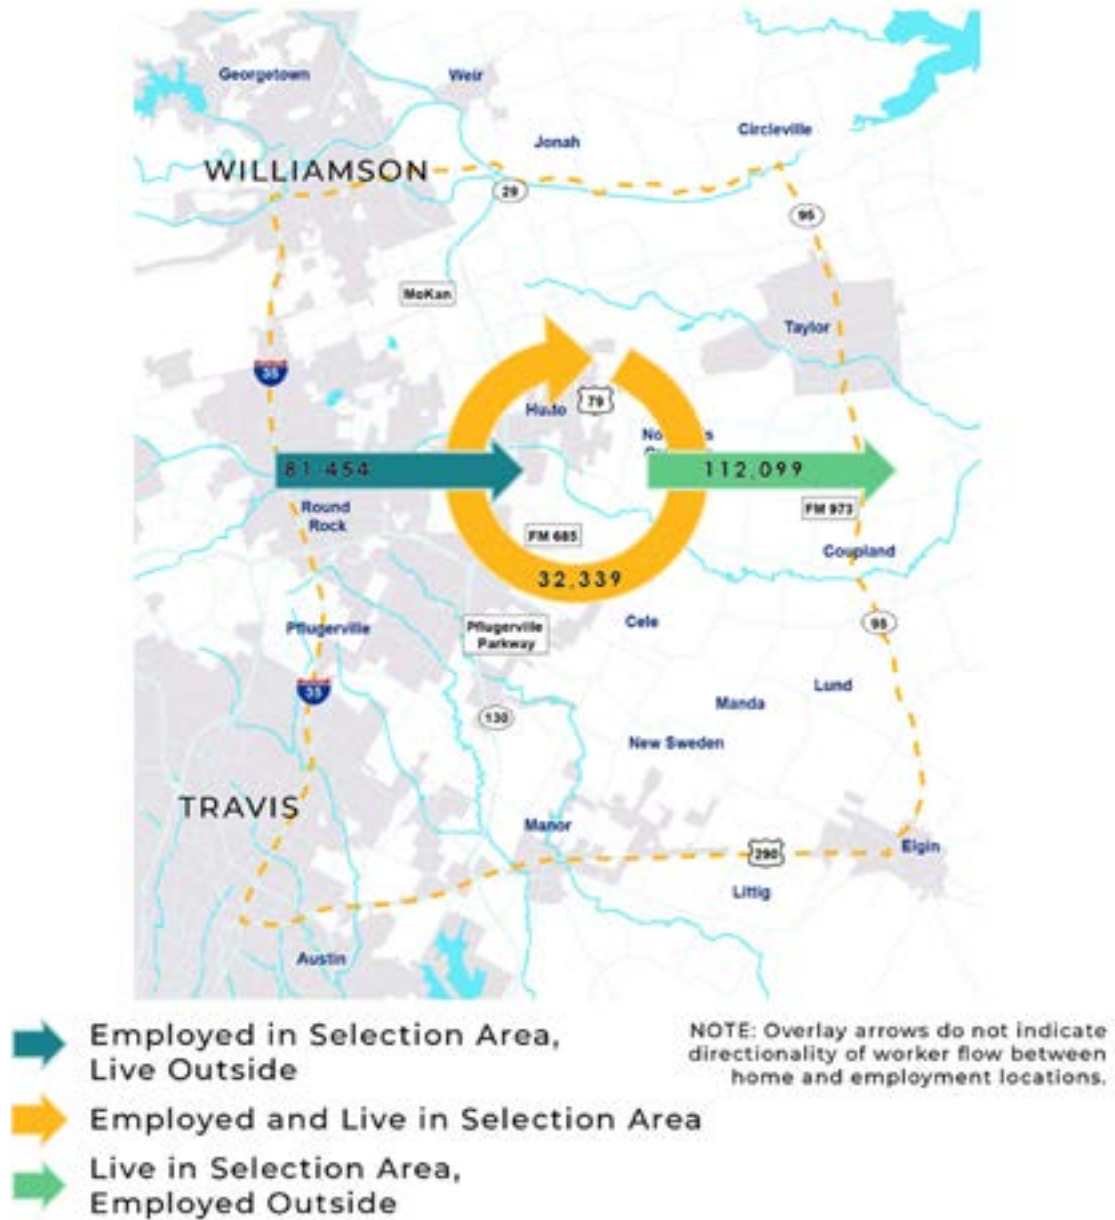 Georgetown
Weir
Circleville
Jonah
WILLIAMSON
29
95
MoKan
Taylor
35
79
81,454
112,099
Round
Rock
FM 973
FM 685
Coupland
32,339
Cele
95
Pflugerville
Pflugerville
Parkway
Lund
35
Manda
130
New Sweden
TRAVIS
Manor
Elgin
290
Littig
Austin
Employed in Selection Area,
Live Outside
NOTE: Overlay arrows do not indicate
directionality of worker flow between
home and employment locations.
Employed and Live in Selection Area
Live in Selection Area,
Employed Outside